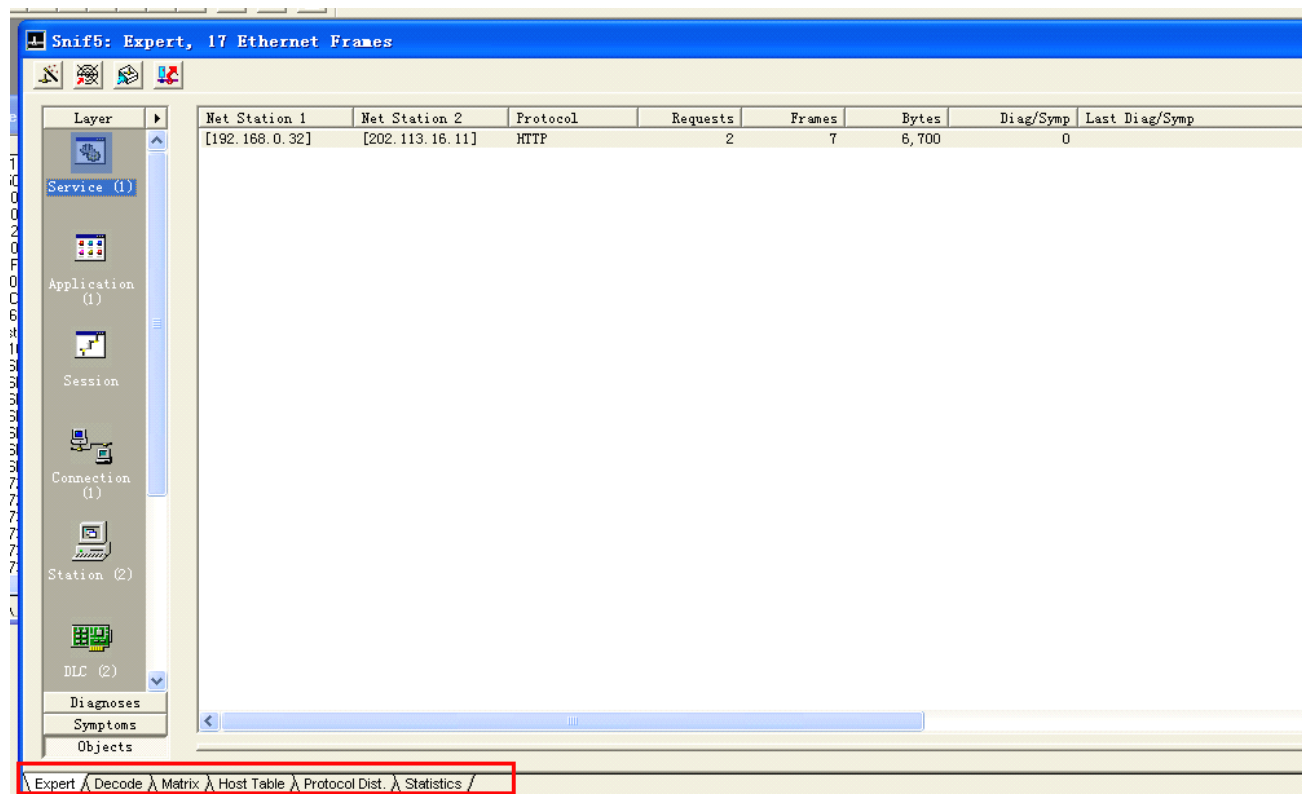 Snif5: Expert, 17 Ethernet Frames
Layer
Net Station 1 Net Station 2 Protocol Requests Frames Bytes Diag/Symp Last Diag/Symp
[192.168.0.32] [202.113.16.11] HTTP 2 7 6,700 0
Service (1)
Application
(1)
Session
Connection
(1)
Station (2)
DLC (2)
Diagnoses
Symptoms
Objects
Expert Decode Matrix Host Table Protocol Dist. Statistics